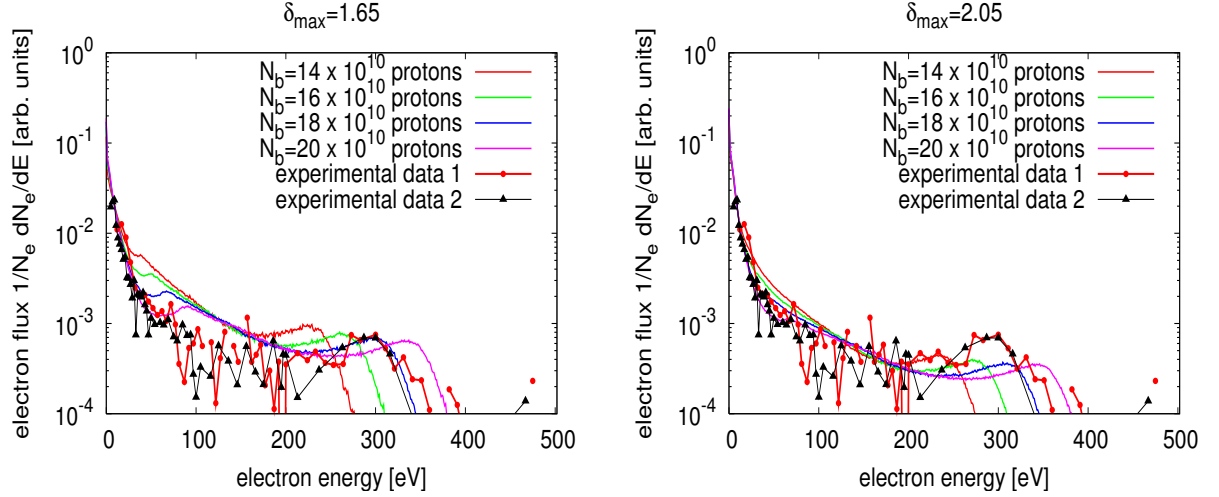 δmax=1.65
electron flux 1/Ne dNe/dE [arb. units]
10^0
10^-1
10^-2
10^-3
10^-4
Nb=14 x 10^10 protons
Nb=16 x 10^10 protons
Nb=18 x 10^10 protons
Nb=20 x 10^10 protons
experimental data 1
experimental data 2
0 100 200 300 400 500
electron energy [eV]
δmax=2.05
electron flux 1/Ne dNe/dE [arb. units]
10^0
10^-1
10^-2
10^-3
10^-4
Nb=14 x 10^10 protons
Nb=16 x 10^10 protons
Nb=18 x 10^10 protons
Nb=20 x 10^10 protons
experimental data 1
experimental data 2
0 100 200 300 400 500
electron energy [eV]